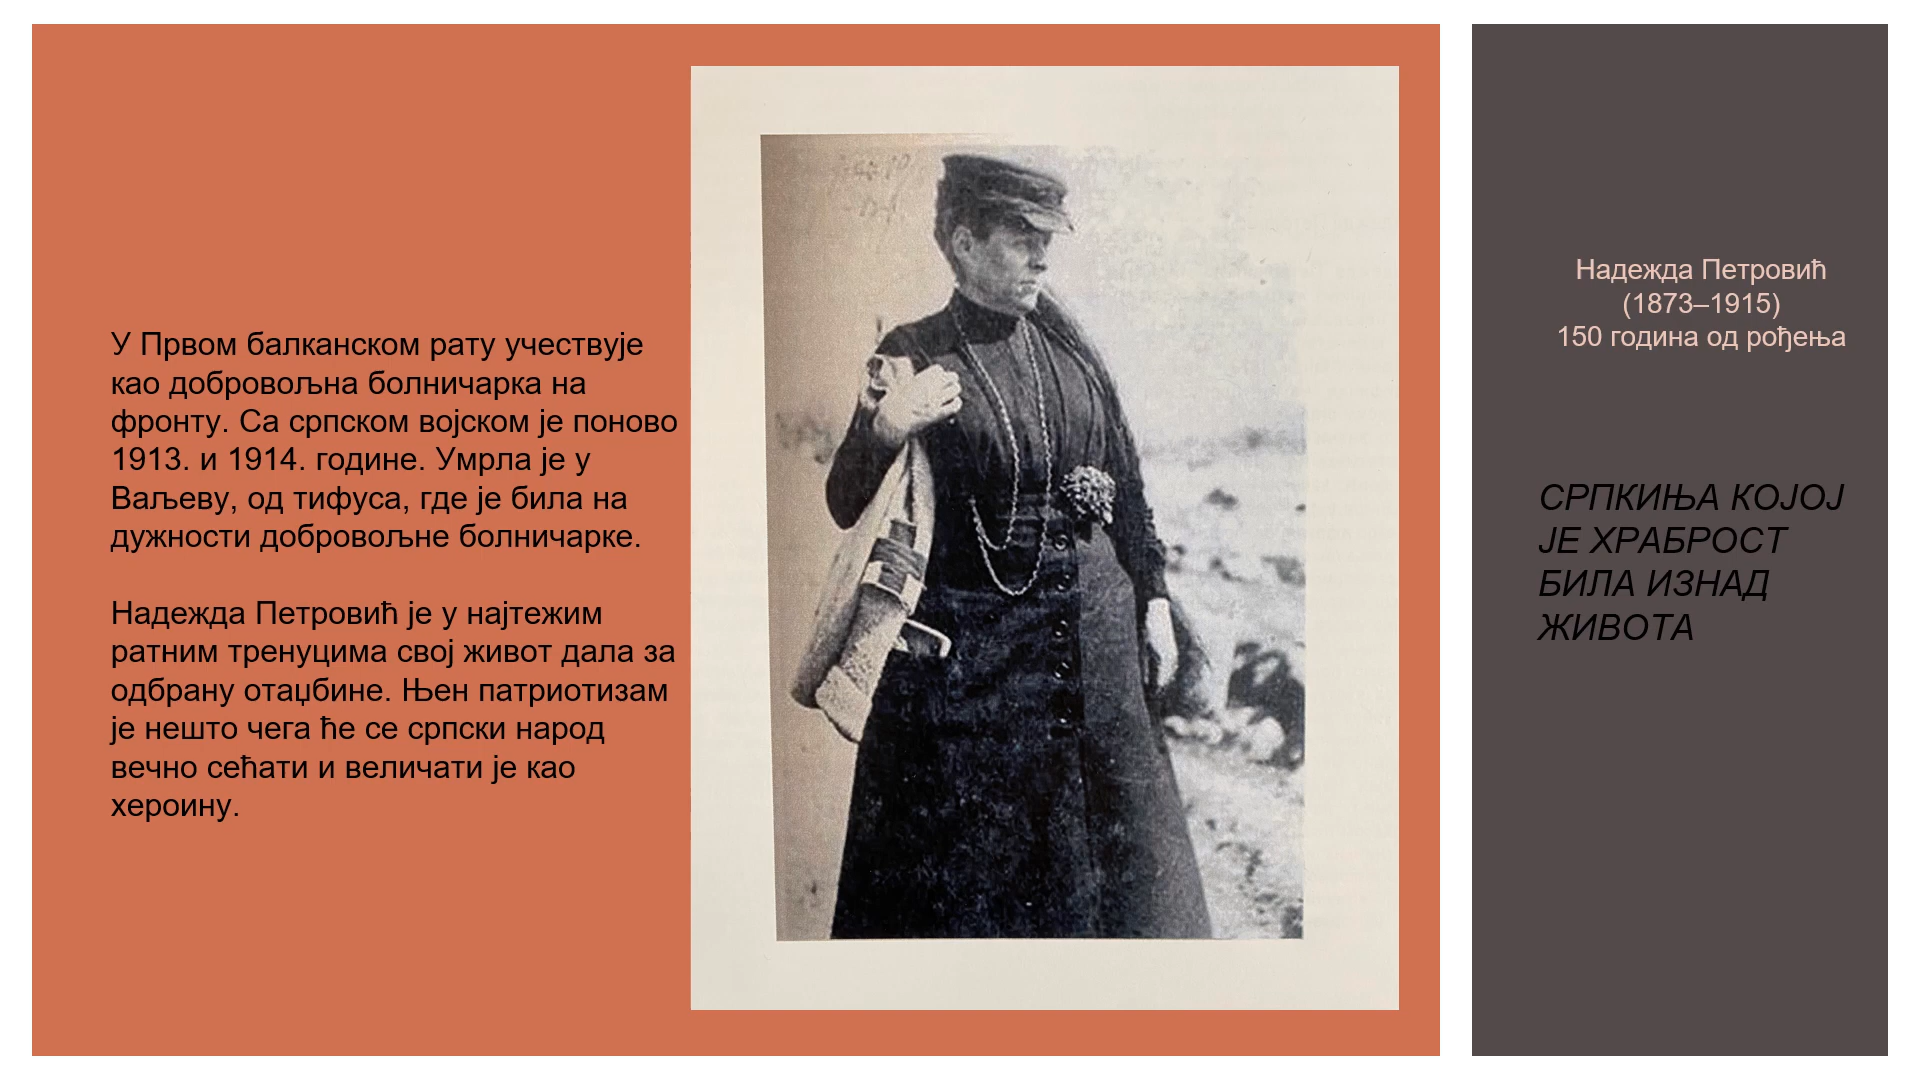 У Првом балканском рату учествује
као добровољна болничарка на
фронту. Са српском војском је поново
1913. и 1914. године. Умрла је у
Ваљеву, од тифуса, где је била на
дужности добровољне болничарке.
Надежда Петровић је у најтежим
ратним тренуцима свој живот дала за
одбрану отаџбине. Њен патриотизам
је нешто чега ће се српски народ
вечно сећати и величати је као
хероину.
Надежда Петровић
(1873–1915)
150 година од рођења
СРПКИЊА КОЈОЈ
ЈЕ ХРАБРОСТ
БИЛА ИЗНАД
ЖИВОТА